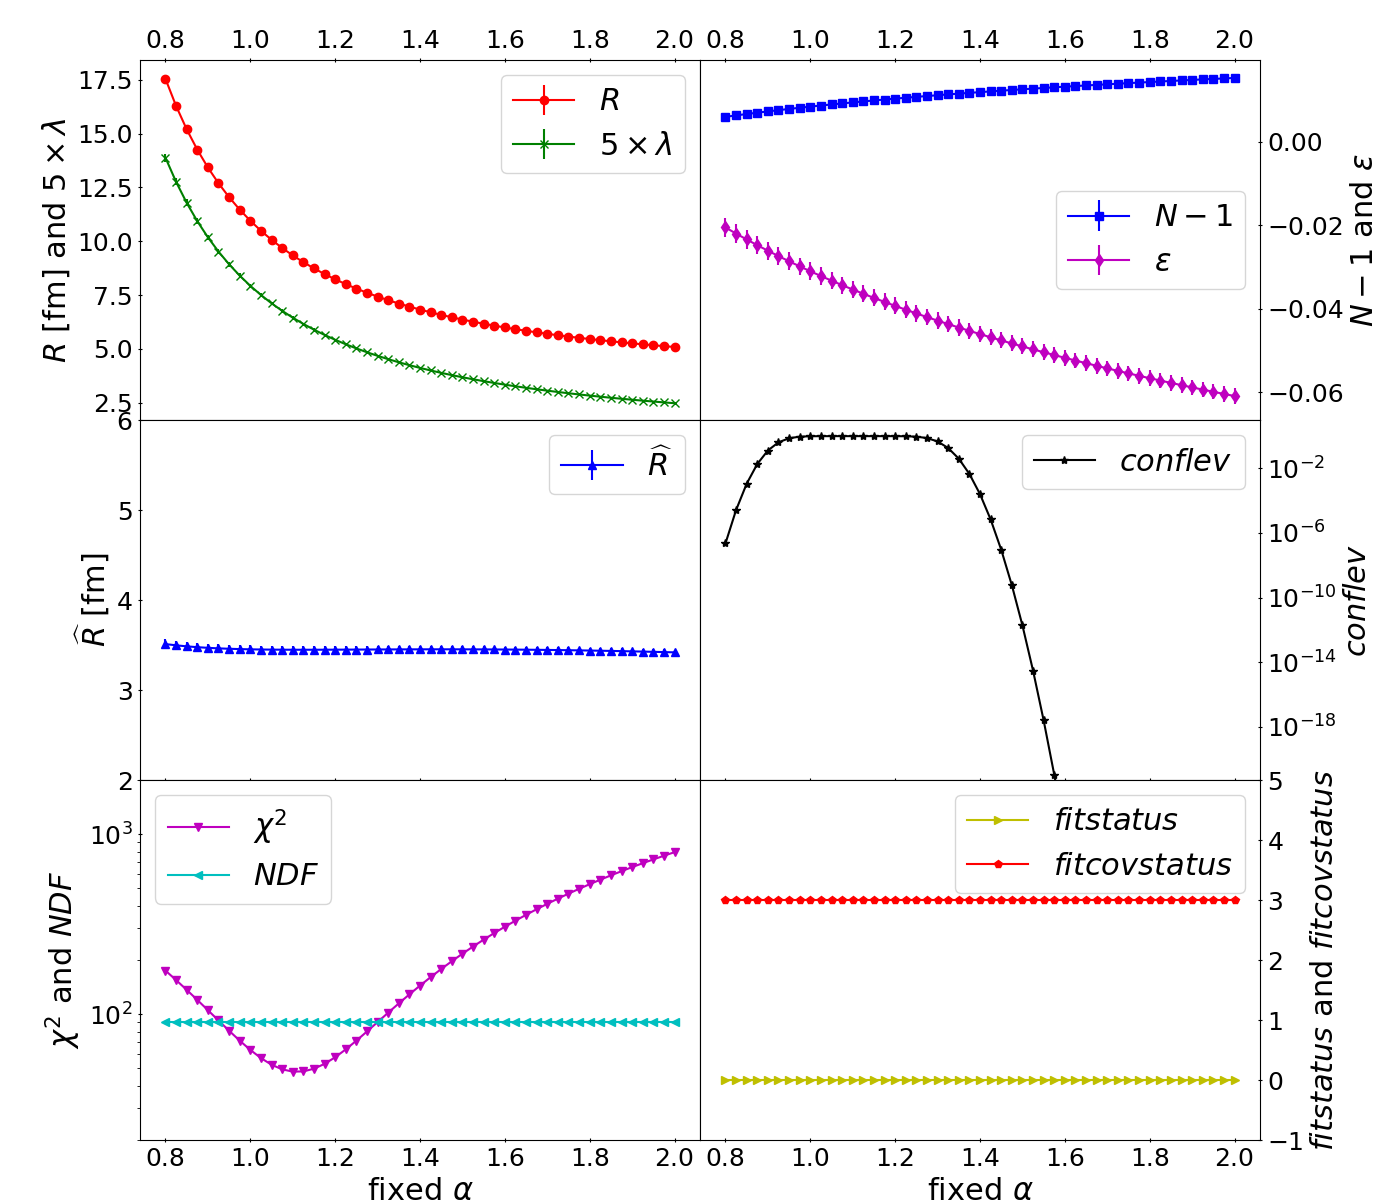 0.8 1.0 1.2 1.4 1.6 1.8 2.0 0.8 1.0 1.2 1.4 1.6 1.8 2.0
R [fm] and 5 × λ
17.5
15.0
12.5
10.0
7.5
5.0
2.5
R
5 × λ
N − 1
ε
0.00
−0.02
−0.04
−0.06
N − 1 and ε
R̂ [fm]
6
5
4
3
2
R̂
conflev
10⁻²
10⁻⁶
10⁻¹⁰
10⁻¹⁴
10⁻¹⁸
conflev
χ² and NDF
10³
10²
χ²
NDF
fitstatus
fitcovstatus
5
4
3
2
1
0
−1
fitstatus and fitcovstatus
0.8 1.0 1.2 1.4 1.6 1.8 2.0 0.8 1.0 1.2 1.4 1.6 1.8 2.0
fixed α fixed α